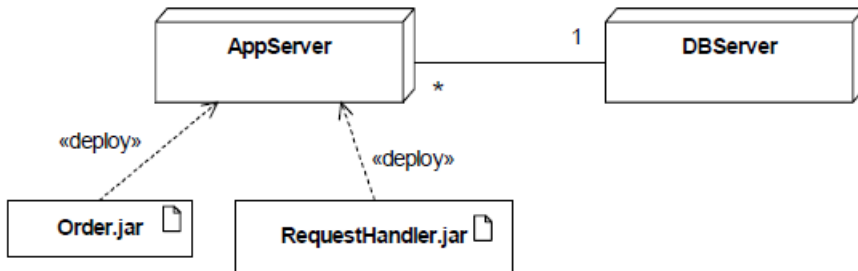 AppServer
1
DBServer
*
«deploy»
«deploy»
Order.jar
RequestHandler.jar